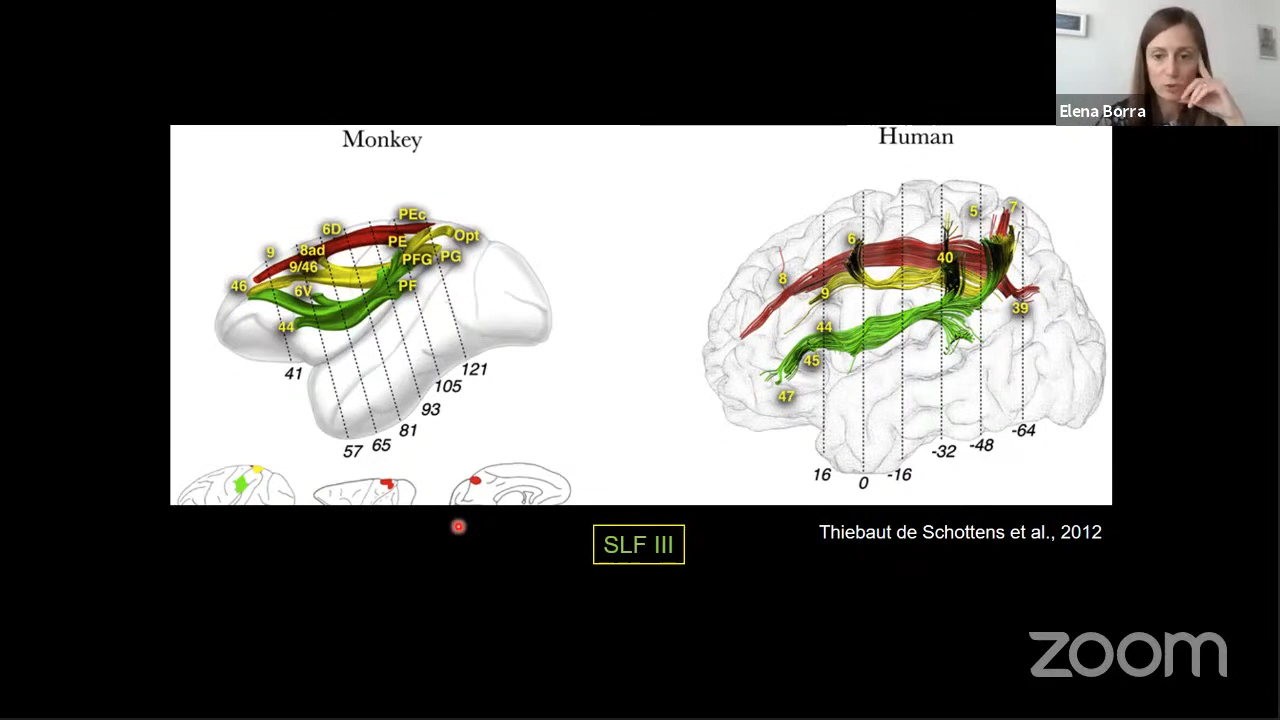 Elena Borra
Monkey
Human
PEc
6D
9
8ad
PE
Opt
9/46
PFG
PG
46
6V
PF
44
41
121
105
93
81
57
65
5
7
6
40
8
9
39
44
45
47
-64
-48
-32
16
0
-16
SLF III
Thiebaut de Schottens et al., 2012
zoom